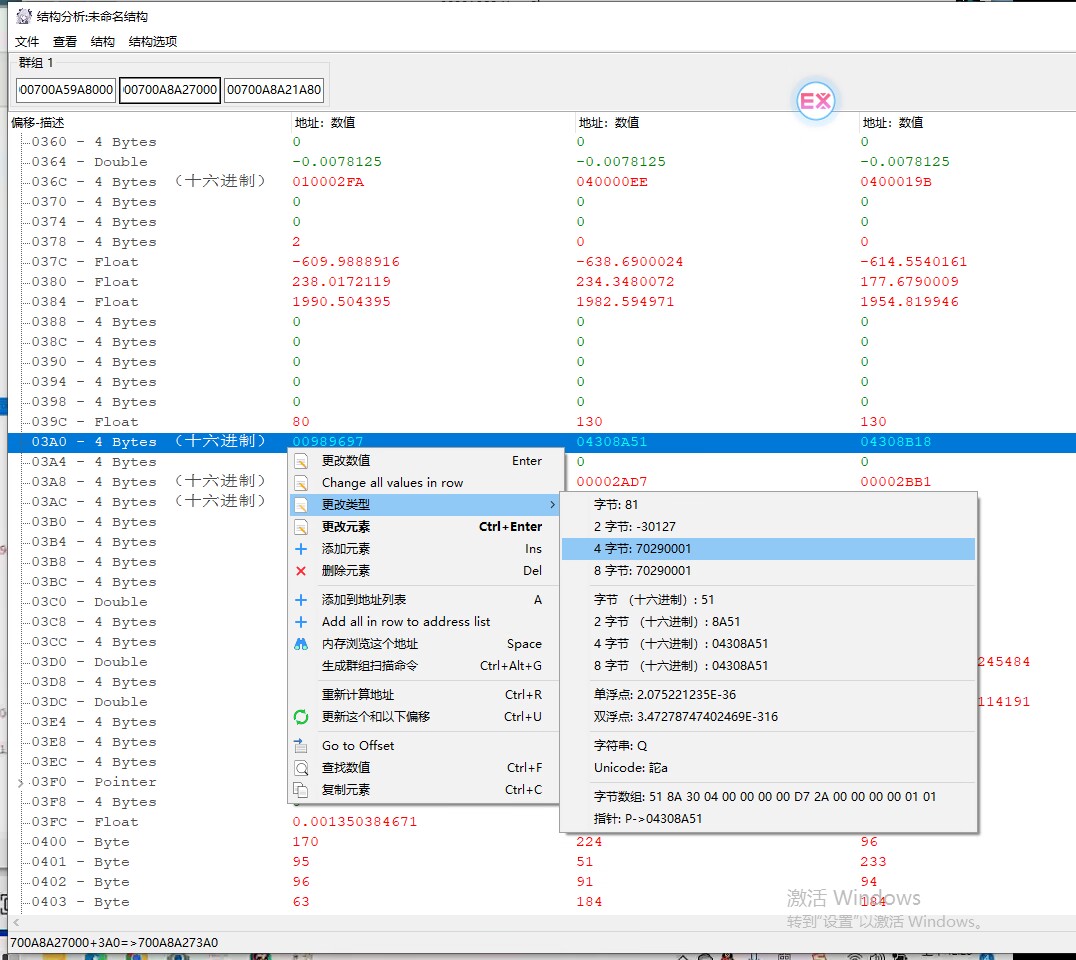 结构分析:未命名结构
文件 查看 结构 结构选项
群组 1
00700A59A8000 00700A8A27000 00700A8A21A80
EX
偏移-描述 地址: 数值 地址: 数值 地址: 数值
0360 - 4 Bytes 0 0 0
0364 - Double -0.0078125 -0.0078125 -0.0078125
036C - 4 Bytes （十六进制） 010002FA 040000EE 0400019B
0370 - 4 Bytes 0 0 0
0374 - 4 Bytes 0 0 0
0378 - 4 Bytes 2 0 0
037C - Float -609.9888916 -638.6900024 -614.5540161
0380 - Float 238.0172119 234.3480072 177.6790009
0384 - Float 1990.504395 1982.594971 1954.819946
0388 - 4 Bytes 0 0 0
038C - 4 Bytes 0 0 0
0390 - 4 Bytes 0 0 0
0394 - 4 Bytes 0 0 0
0398 - 4 Bytes 0 0 0
039C - Float 80 130 130
03A0 - 4 Bytes （十六进制） 00989697 04308A51 04308B18
03A4 - 4 Bytes 0 0
03A8 - 4 Bytes （十六进制） 00002AD7 00002BB1
03AC - 4 Bytes （十六进制）
03B0 - 4 Bytes
03B4 - 4 Bytes
03B8 - 4 Bytes
03BC - 4 Bytes
03C0 - Double
03C8 - 4 Bytes
03CC - 4 Bytes
03D0 - Double 245484
03D8 - 4 Bytes
03DC - Double 114191
03E4 - 4 Bytes
03E8 - 4 Bytes
03EC - 4 Bytes
03F0 - Pointer
03F8 - 4 Bytes
03FC - Float 0.001350384671
0400 - Byte 170 224 96
0401 - Byte 95 51 233
0402 - Byte 96 91 94
0403 - Byte 63 184 184
更改数值 Enter
Change all values in row
更改类型
更改元素 Ctrl+Enter
添加元素 Ins
删除元素 Del
添加到地址列表 A
Add all in row to address list
内存浏览这个地址 Space
生成群组扫描命令 Ctrl+Alt+G
重新计算地址 Ctrl+R
更新这个和以下偏移 Ctrl+U
Go to Offset
查找数值 Ctrl+F
复制元素 Ctrl+C
字节: 81
2 字节: -30127
4 字节: 70290001
8 字节: 70290001
字节 （十六进制）: 51
2 字节 （十六进制）: 8A51
4 字节 （十六进制）: 04308A51
8 字节 （十六进制）: 04308A51
单浮点: 2.075221235E-36
双浮点: 3.47278747402469E-316
字符串: Q
Unicode: 詑а
字节数组: 51 8A 30 04 00 00 00 00 D7 2A 00 00 00 00 01 01
指针: P->04308A51
激活 Windows
转到"设置"以激活 Windows。
700A8A27000+3A0=>700A8A273A0